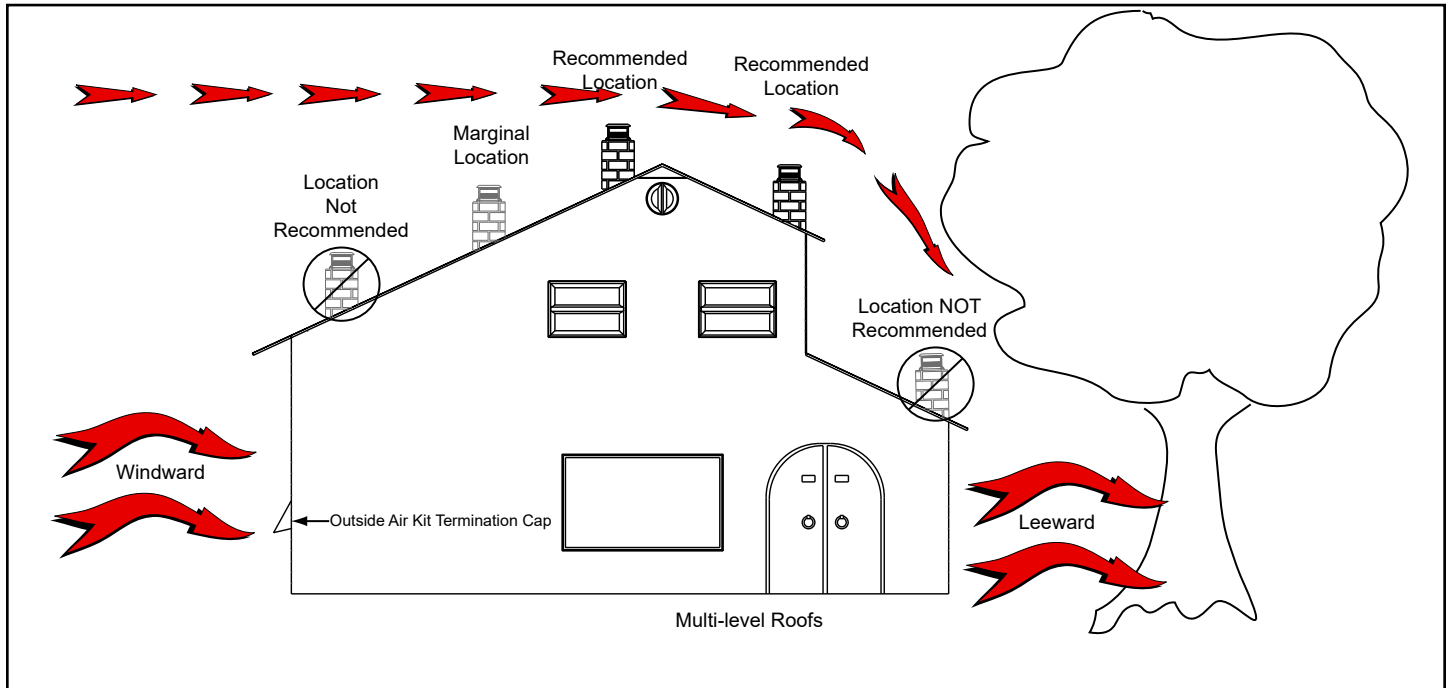 Recommended
Location
Recommended
Location
Marginal
Location
Location
Not
Recommended
Location NOT
Recommended
Windward
Outside Air Kit Termination Cap
Leeward
Multi-level Roofs